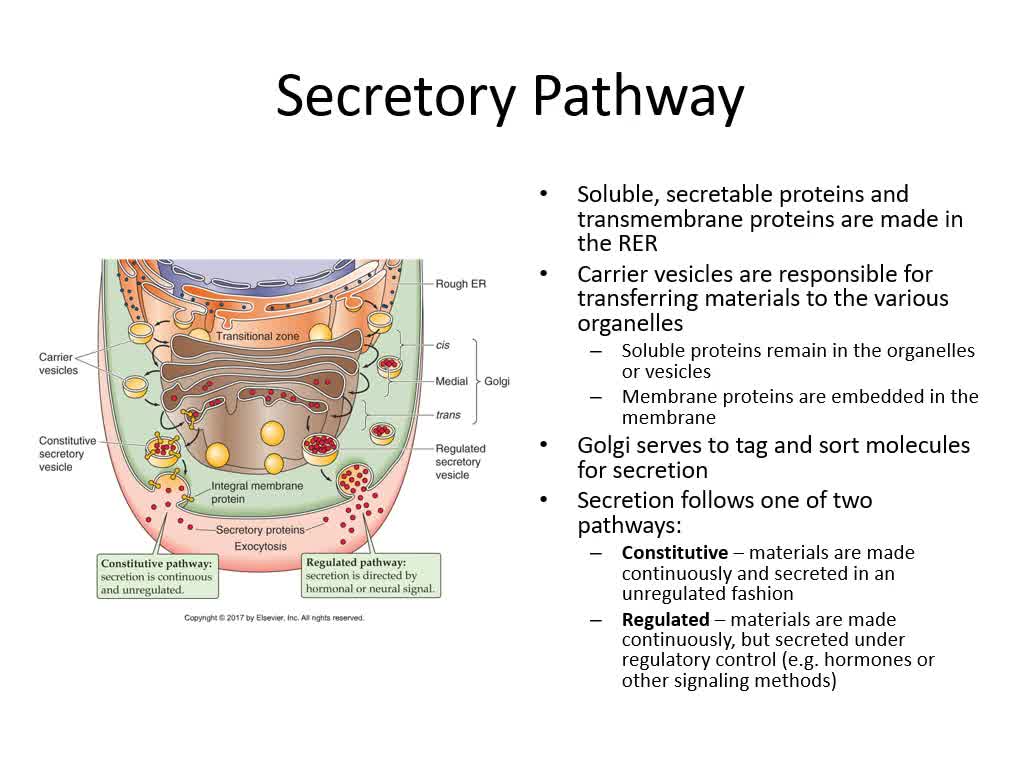 Secretory Pathway
• Soluble, secretable proteins and
transmembrane proteins are made in
the RER
• Carrier vesicles are responsible for
transferring materials to the various
organelles
– Soluble proteins remain in the organelles
or vesicles
– Membrane proteins are embedded in the
membrane
• Golgi serves to tag and sort molecules
for secretion
• Secretion follows one of two
pathways:
– Constitutive – materials are made
continuously and secreted in an
unregulated fashion
– Regulated – materials are made
continuously, but secreted under
regulatory control (e.g. hormones or
other signaling methods)
Rough ER
Transitional zone
cis
Carrier
vesicles
Medial
Golgi
trans
Constitutive
secretory
vesicle
Regulated
secretory
vesicle
Integral membrane
protein
Secretory proteins
Exocytosis
Constitutive pathway:
secretion is continuous
and unregulated.
Regulated pathway:
secretion is directed by
hormonal or neural signal.
Copyright © 2017 by Elsevier, Inc. All rights reserved.